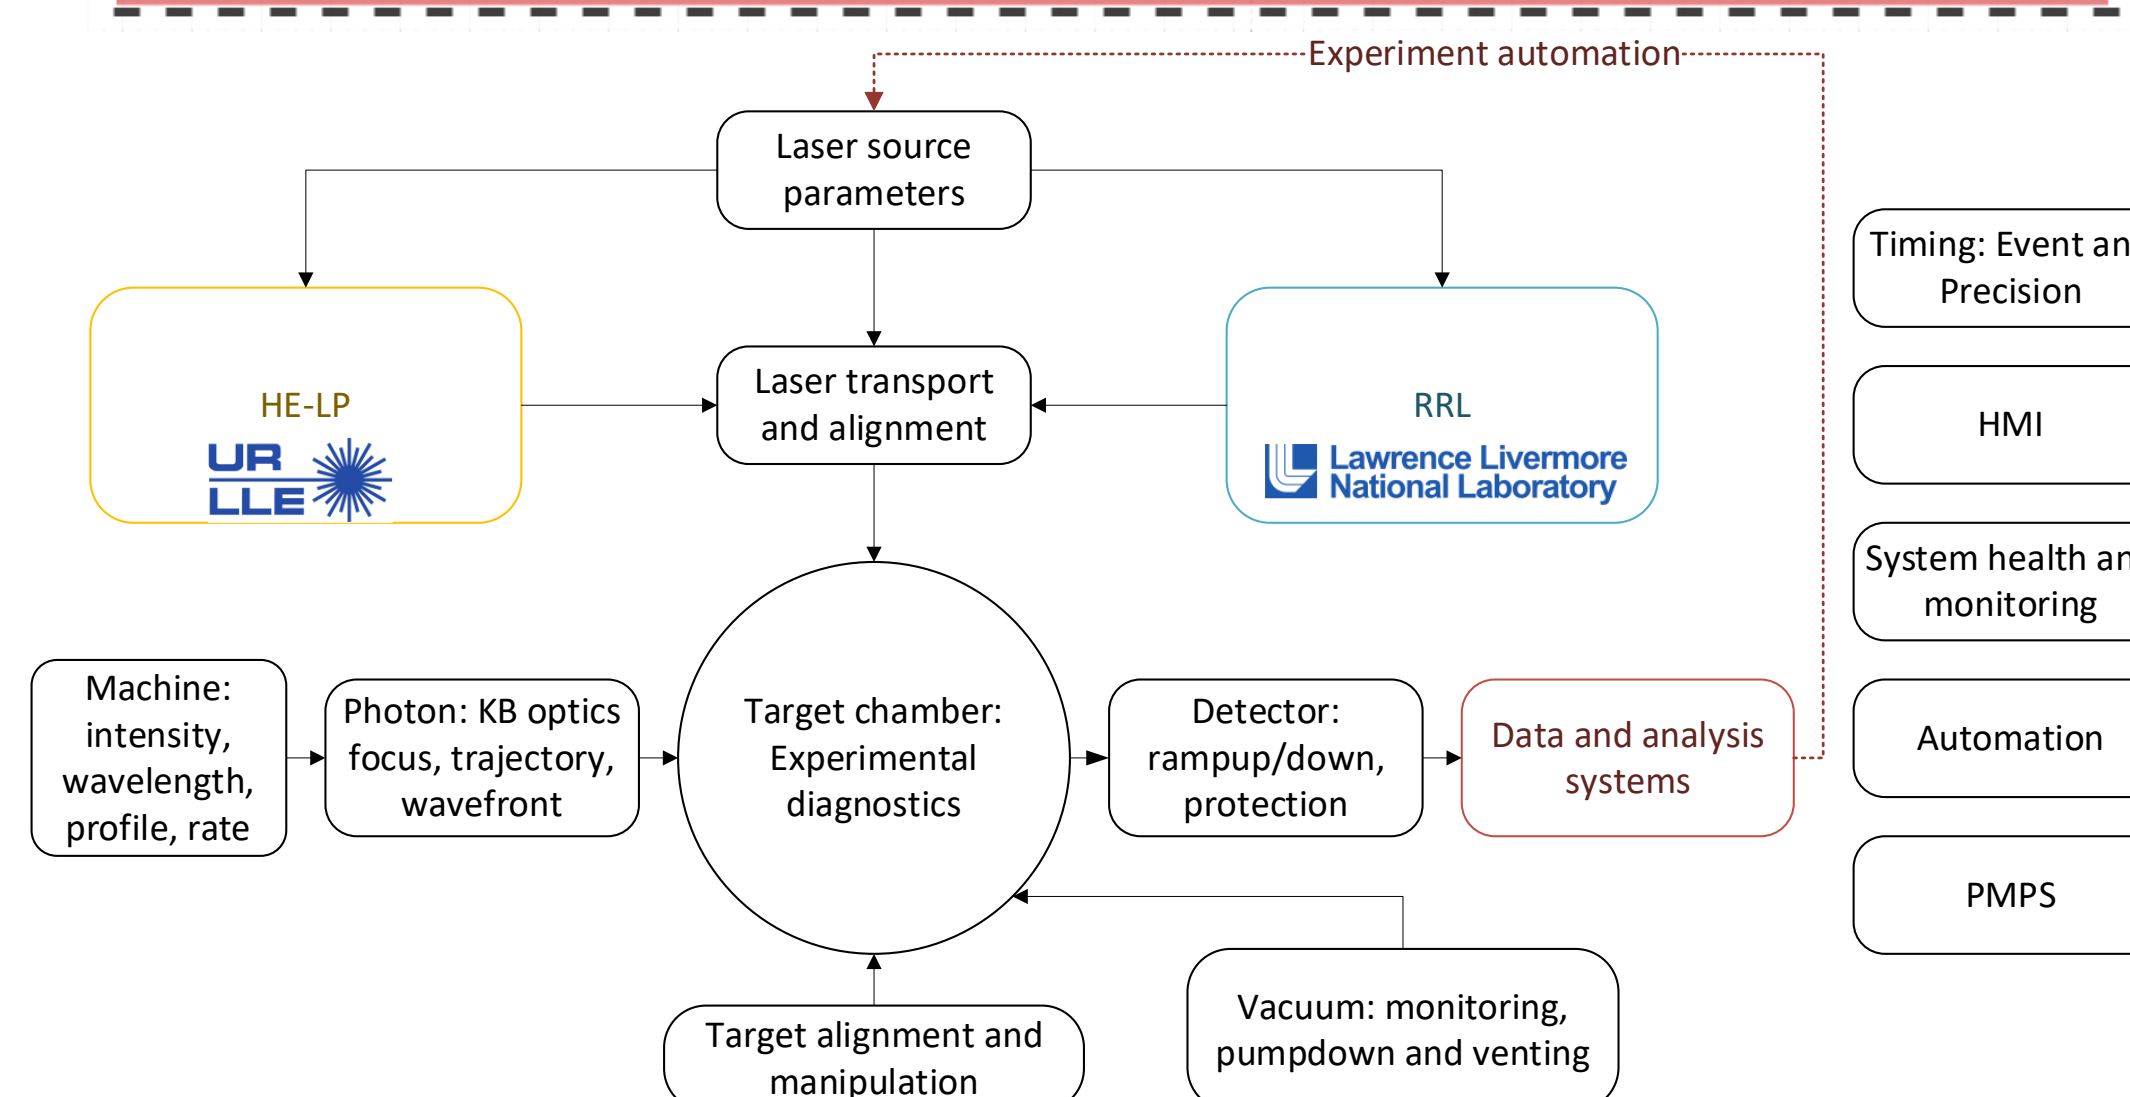 Experiment automation
Laser source
parameters
HE-LP
UR
LLE
Laser transport
and alignment
RRL
Lawrence Livermore
National Laboratory
Machine:
intensity,
wavelength,
profile, rate
Photon: KB optics
focus, trajectory,
wavefront
Target chamber:
Experimental
diagnostics
Detector:
rampup/down,
protection
Data and analysis
systems
Target alignment and
manipulation
Vacuum: monitoring,
pumpdown and venting
Timing: Event
Precision
HMI
System health
monitoring
Automation
PMPS